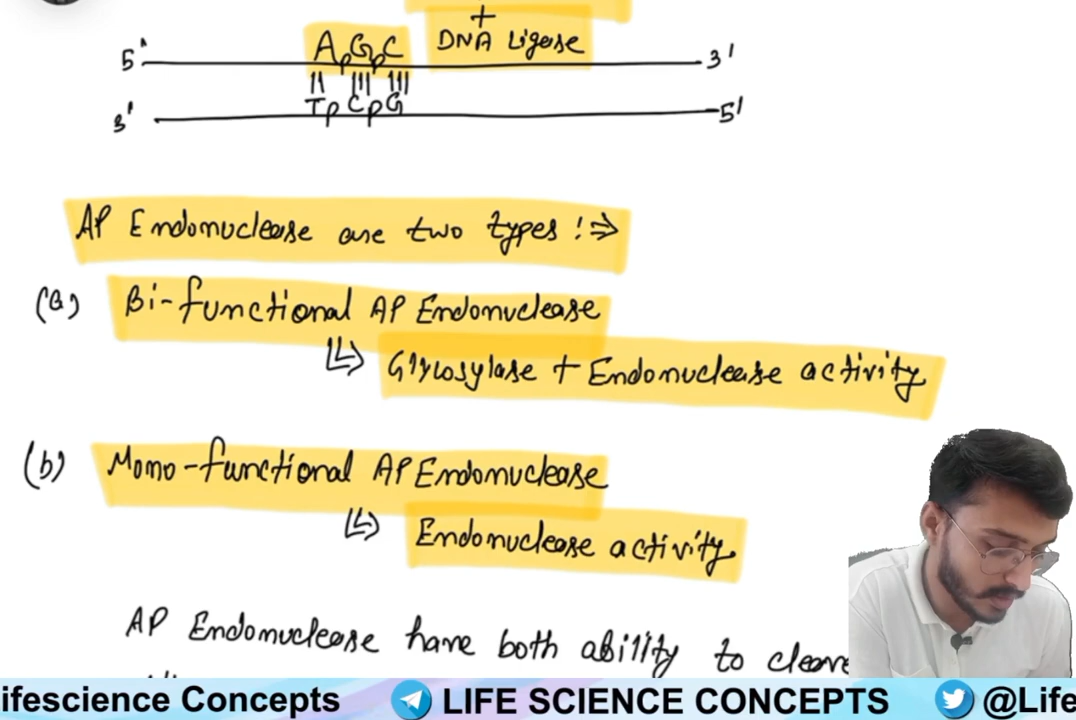 +
DNA Ligase
5' ApGpC 3'
3' TpCpG 5'
AP Endonuclease are two types :⇒
(a) Bi-functional AP Endonuclease
↳ Glycosylase + Endonuclease activity
(b) Mono-functional AP Endonuclease
↳ Endonuclease activity
AP Endonuclease have both ability to cleave
ifescience Concepts LIFE SCIENCE CONCEPTS @Life